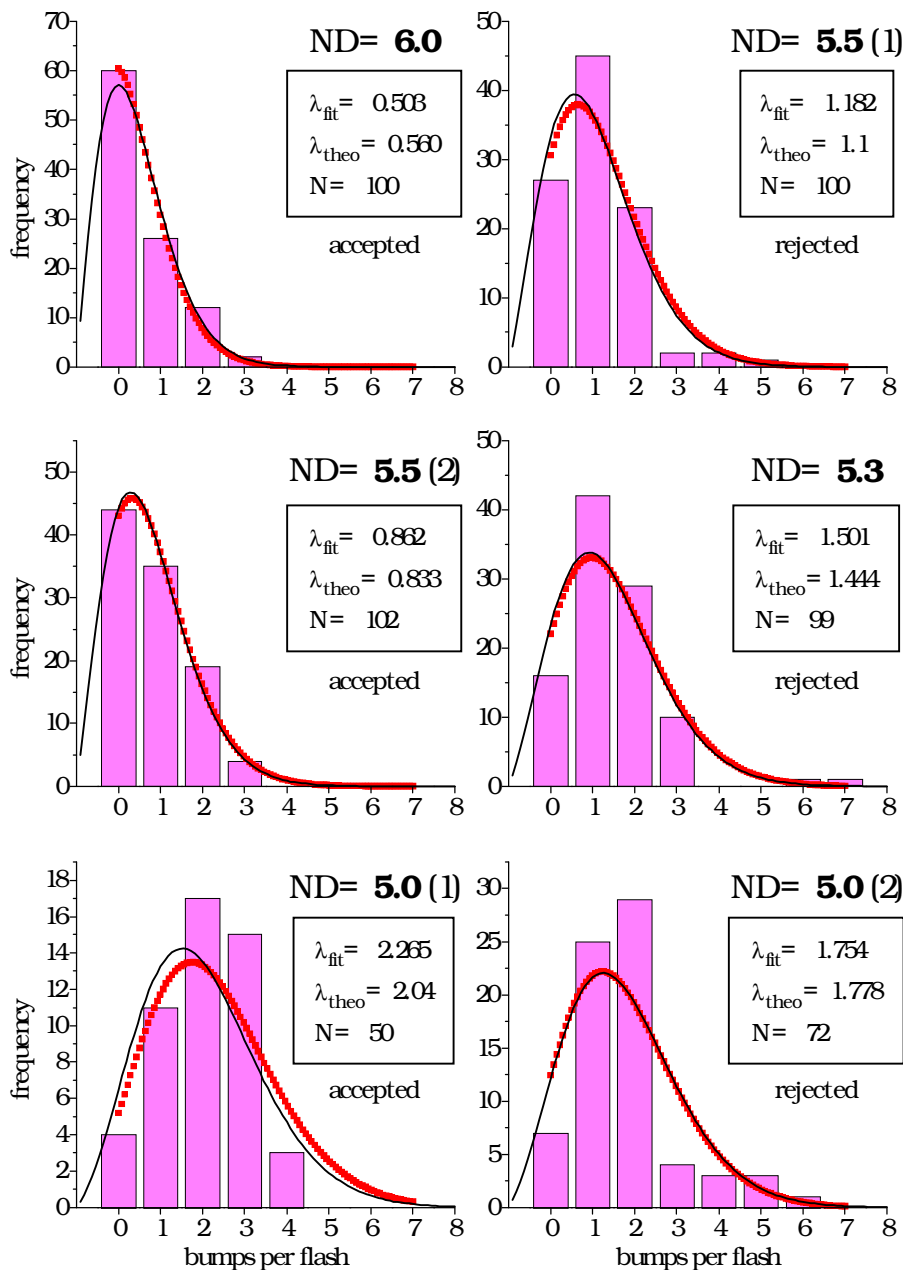 ND= 6.0
λfit= 0.503
λtheo= 0.560
N= 100
accepted
frequency
70
60
50
40
30
20
10
0
0 1 2 3 4 5 6 7 8
ND= 5.5 (1)
λfit= 1.182
λtheo= 1.1
N= 100
rejected
50
40
30
20
10
0
0 1 2 3 4 5 6 7 8
ND= 5.5 (2)
λfit= 0.862
λtheo= 0.833
N= 102
accepted
frequency
50
40
30
20
10
0
0 1 2 3 4 5 6 7 8
ND= 5.3
λfit= 1.501
λtheo= 1.444
N= 99
rejected
50
40
30
20
10
0
0 1 2 3 4 5 6 7 8
ND= 5.0 (1)
λfit= 2.265
λtheo= 2.04
N= 50
accepted
frequency
18
16
14
12
10
8
6
4
2
0
0 1 2 3 4 5 6 7 8
bumps per flash
ND= 5.0 (2)
λfit= 1.754
λtheo= 1.778
N= 72
rejected
30
25
20
15
10
5
0
0 1 2 3 4 5 6 7 8
bumps per flash